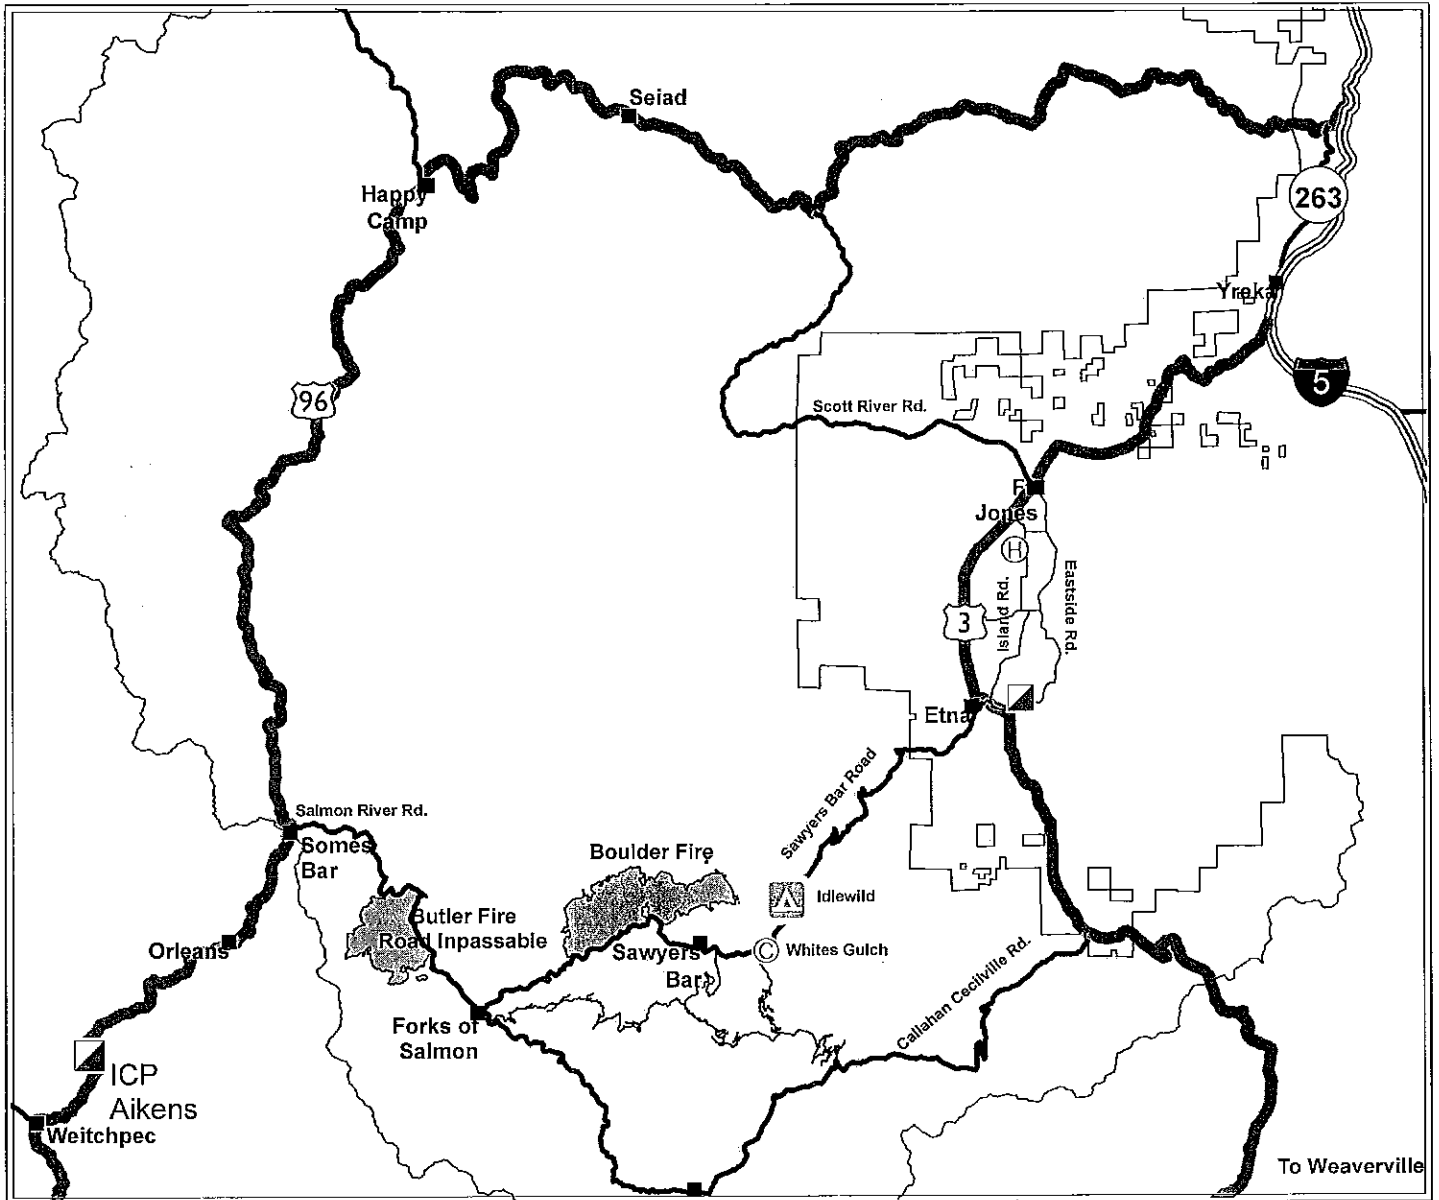 Seiad
Happy
Camp
263
Yreka
5
96
Scott River Rd.
Ft
Jones
H
Island Rd.
Eastside Rd.
3
Etna
Sawyers Bar Road
Salmon River Rd.
Somes
Bar
Boulder Fire
Idlewild
Butler Fire
Road Inpassable
Orleans
Sawyers
Bar
C
Whites Gulch
Callahan Cecilville Rd.
Forks of
Salmon
ICP
Aikens
Weitchpec
To Weaverville